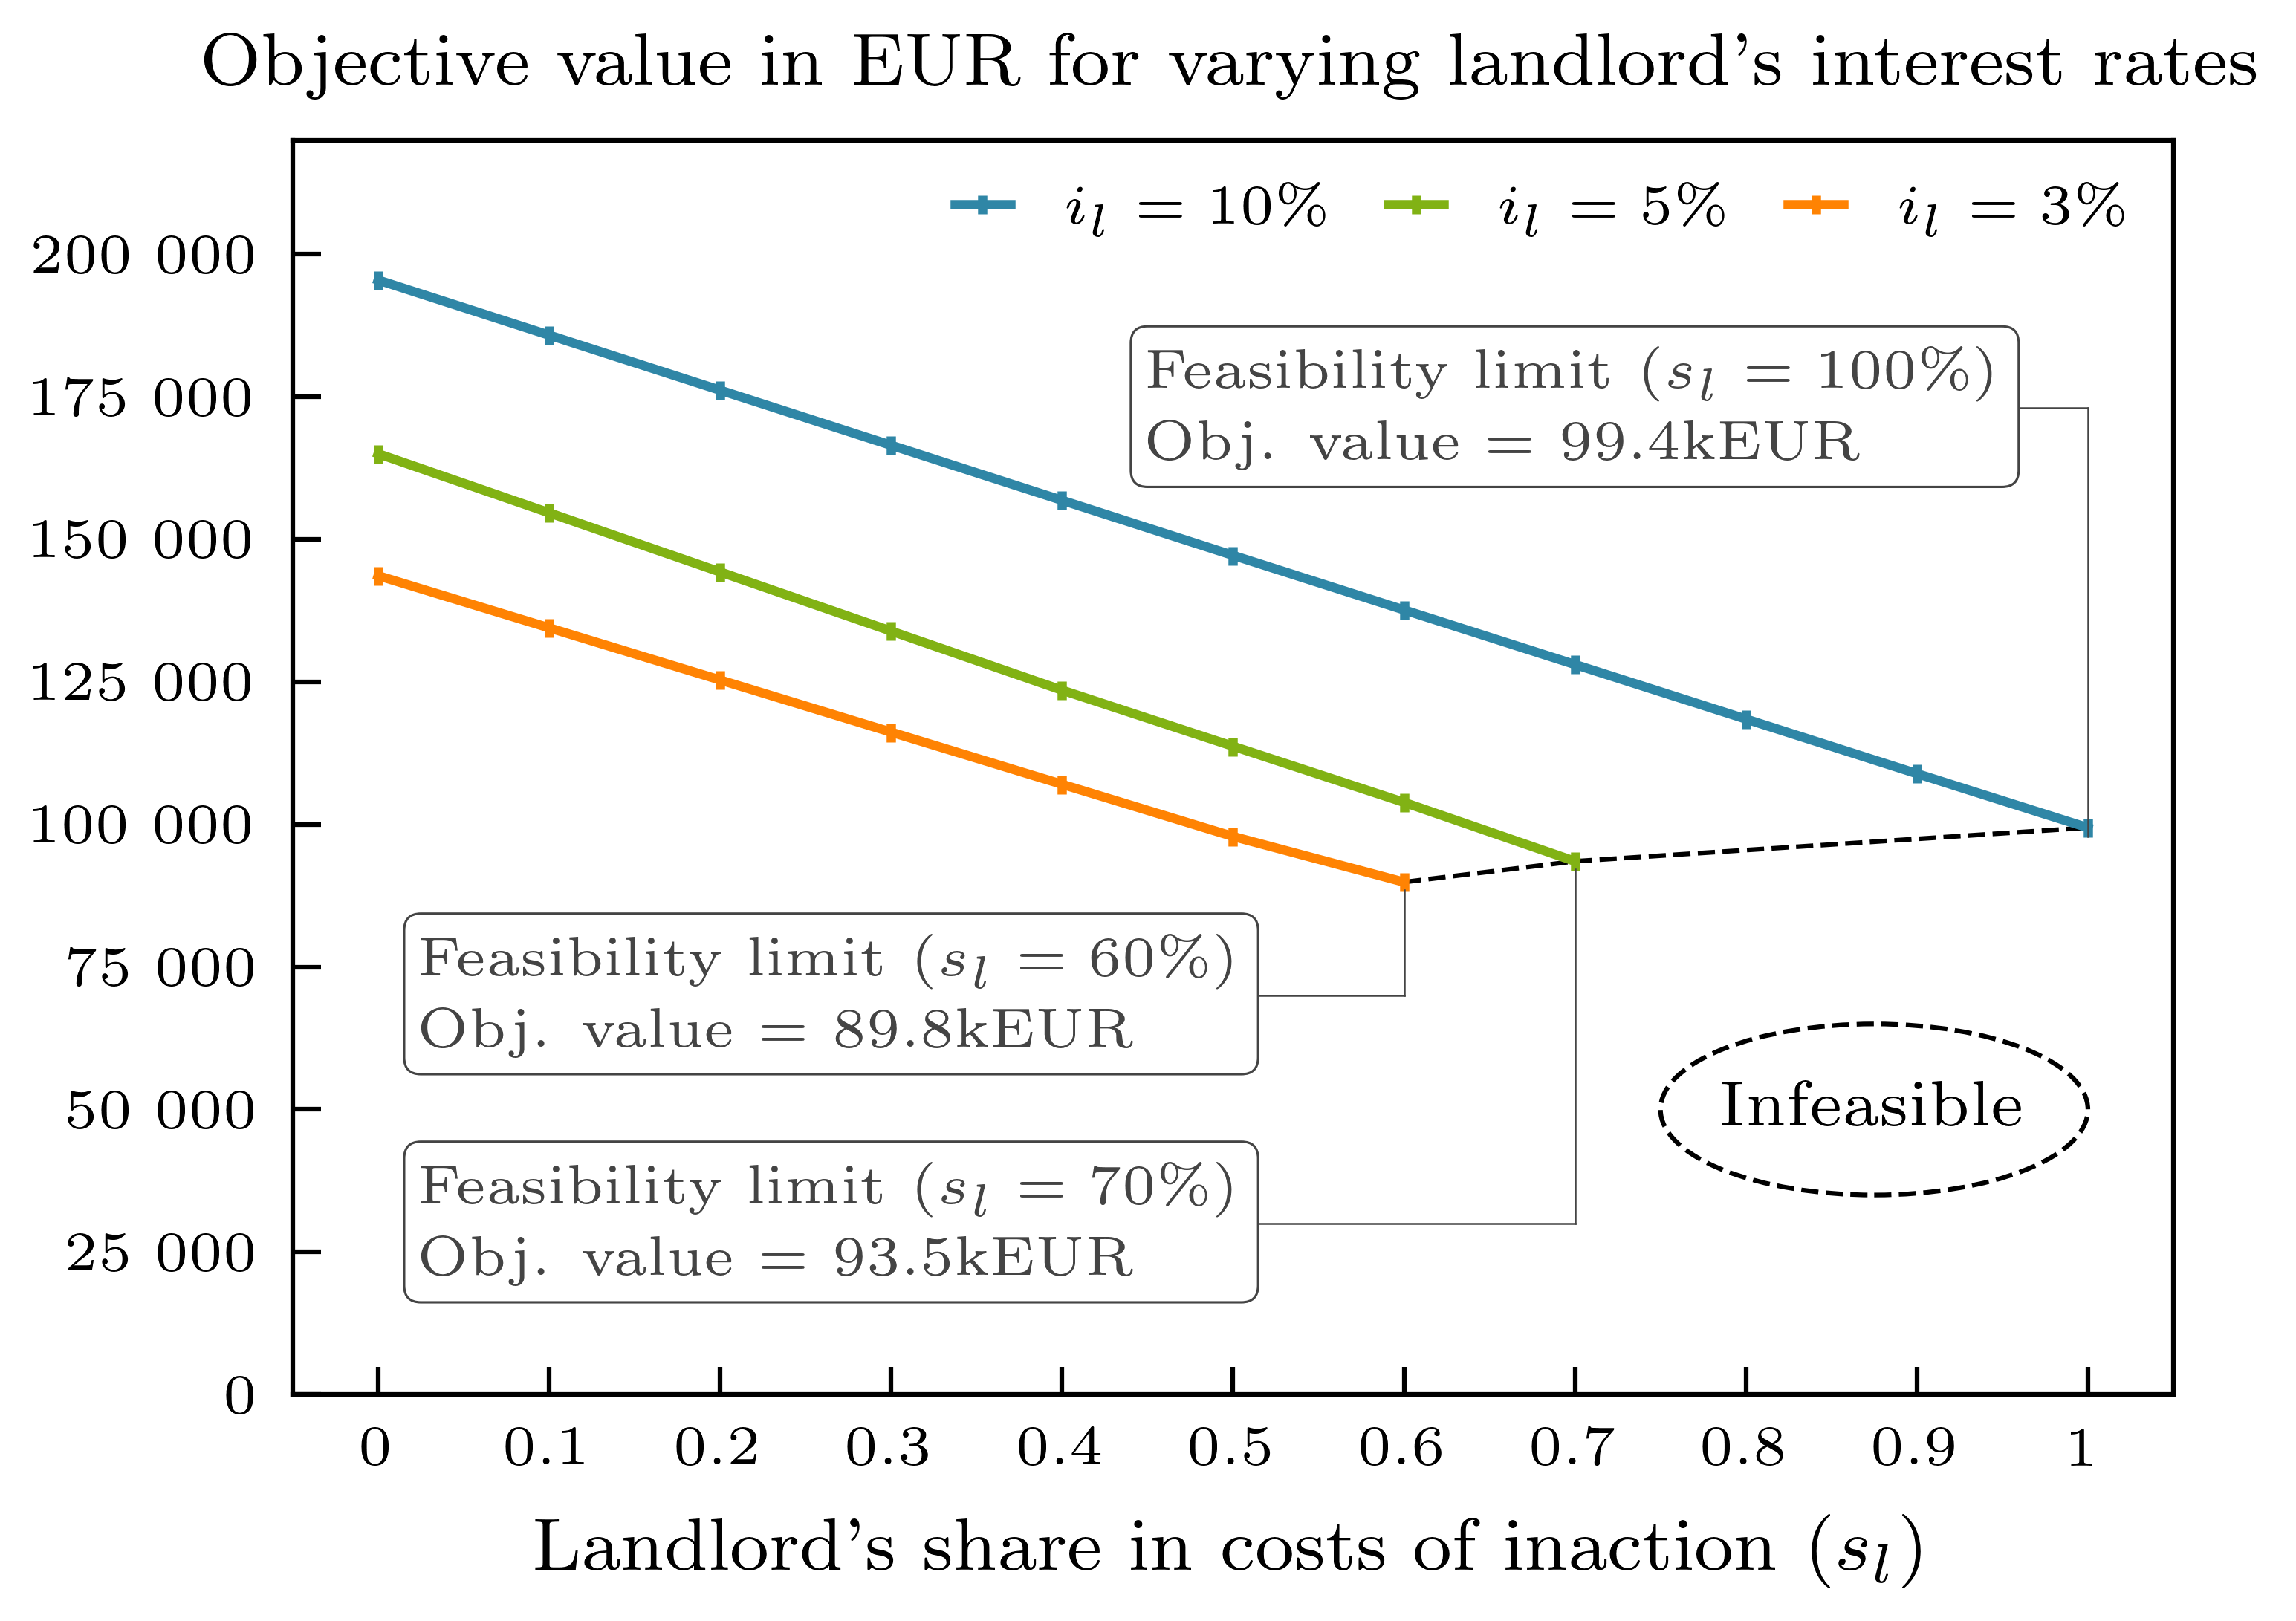 Objective value in EUR for varying landlord's interest rates
i_l = 10% i_l = 5% i_l = 3%
200 000
175 000
150 000
125 000
100 000
75 000
50 000
25 000
0
Feasibility limit (s_l = 100%)
Obj. value = 99.4kEUR
Feasibility limit (s_l = 60%)
Obj. value = 89.8kEUR
Feasibility limit (s_l = 70%)
Obj. value = 93.5kEUR
Infeasible
0 0.1 0.2 0.3 0.4 0.5 0.6 0.7 0.8 0.9 1
Landlord's share in costs of inaction (s_l)